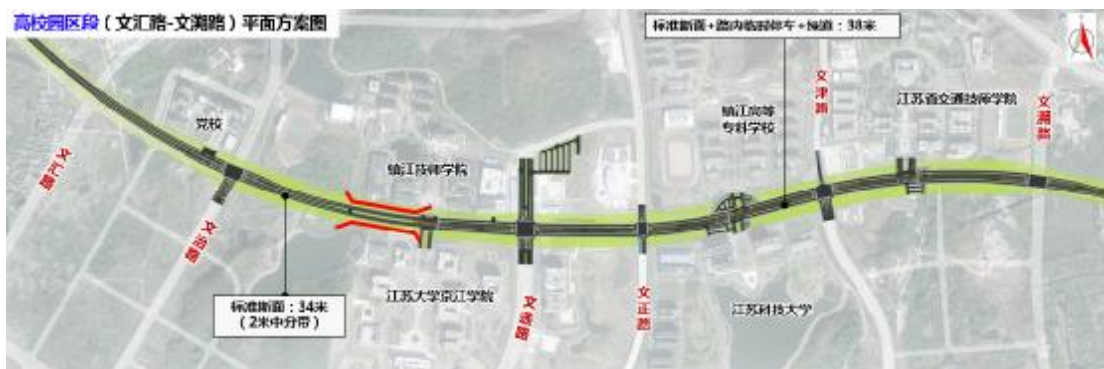 高校园区段（文汇路-文澜路）平面方案图
标准断面+路内临时停车+辅道：38米
文津路
江苏省交通技师学院
镇江高等
专科学校
文澜路
党校
镇江技师学院
文汇路
文治路
标准断面：34米
（2米中分带）
江苏大学京江学院
文正路
江苏科技大学